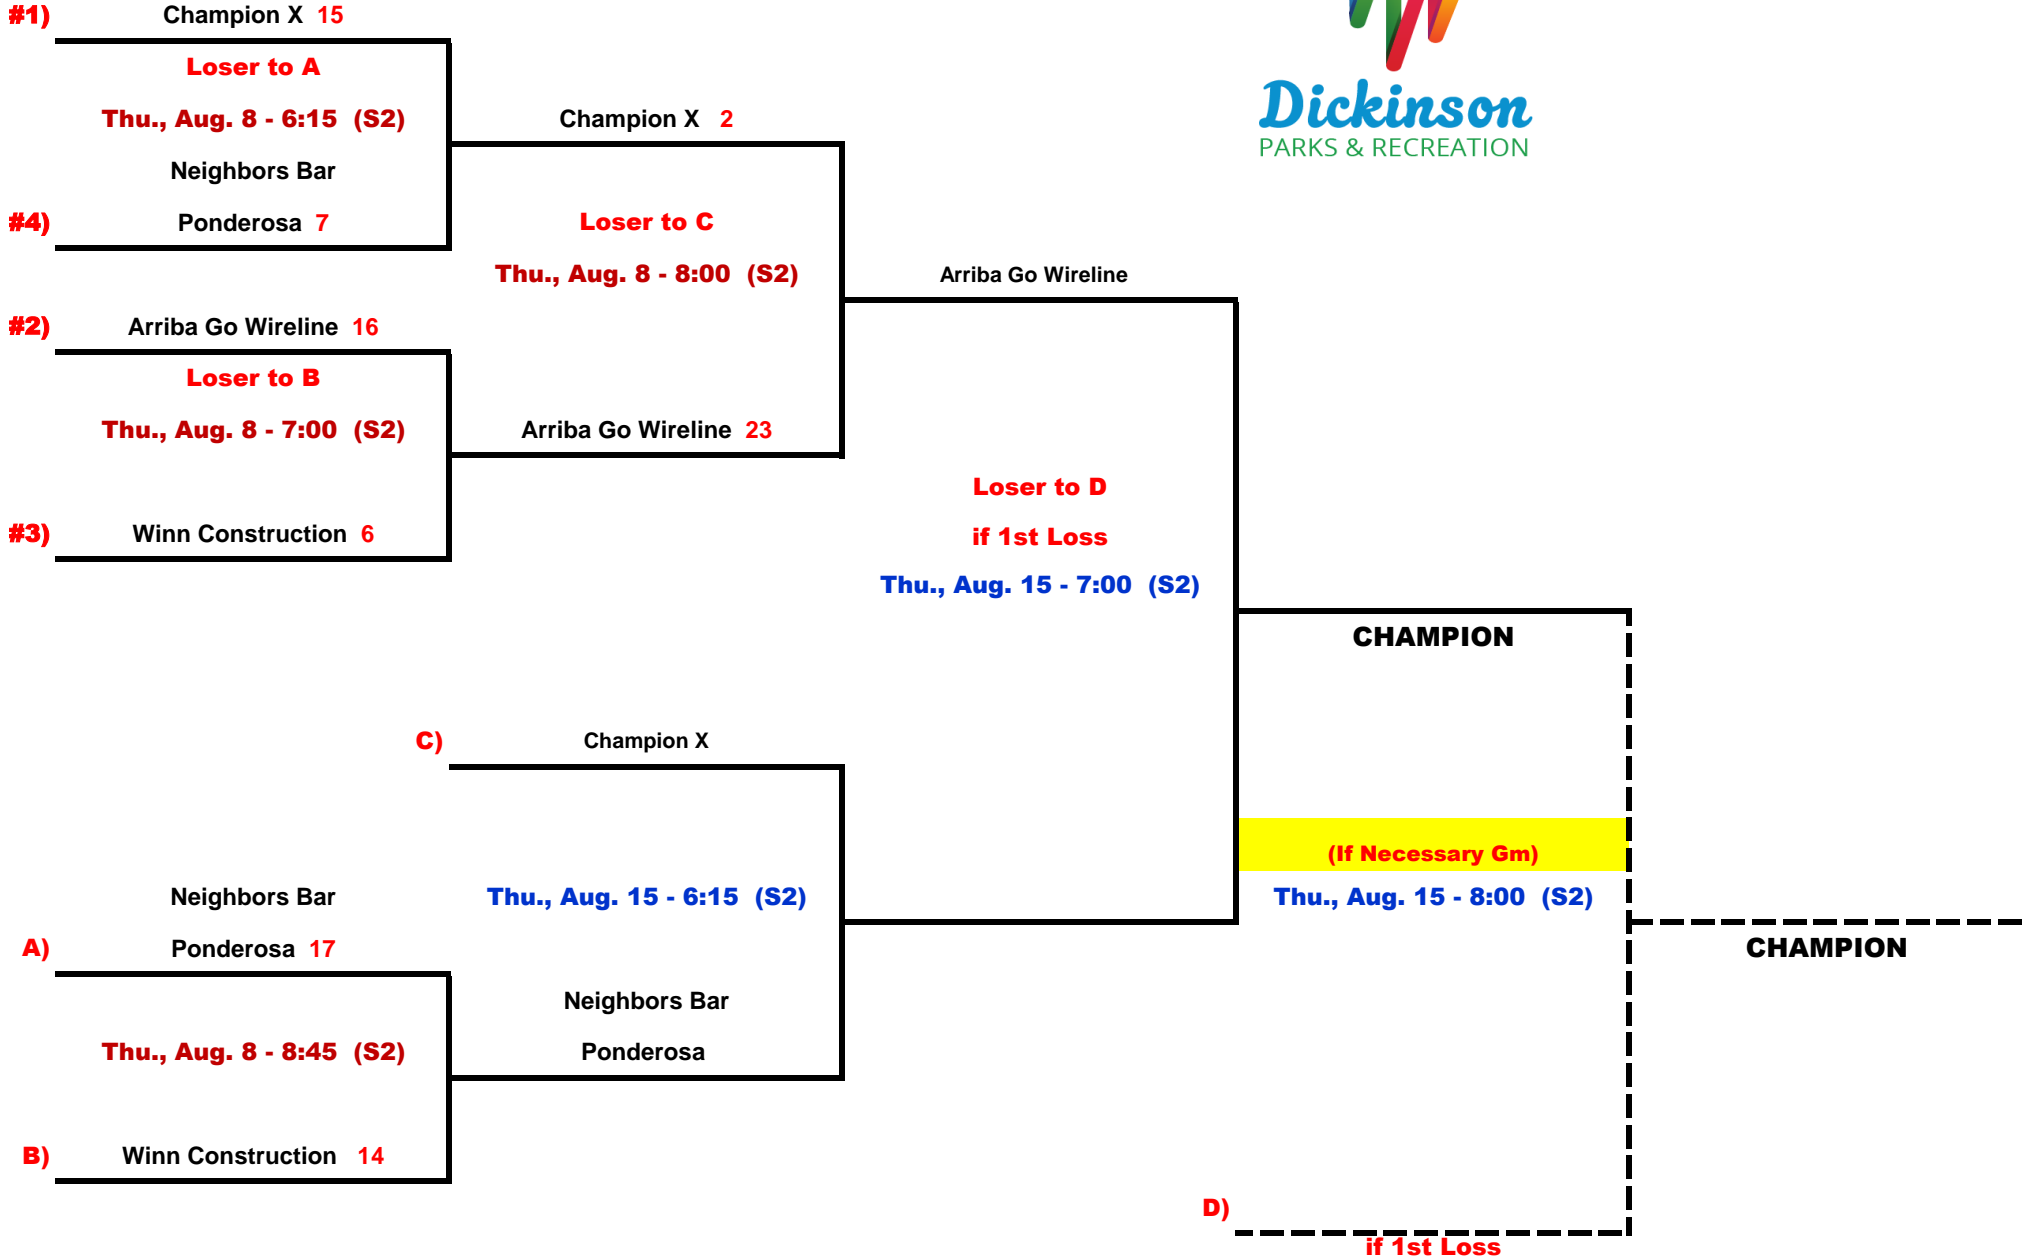 #1) Champion X 15
Loser to A
Thu., Aug. 8 - 6:15 (S2)
Neighbors Bar
#4) Ponderosa 7
#2) Arriba Go Wireline 16
Loser to B
Thu., Aug. 8 - 7:00 (S2)
#3) Winn Construction 6
Champion X 2
Loser to C
Thu., Aug. 8 - 8:00 (S2)
Arriba Go Wireline 23
Dickinson
PARKS & RECREATION
Arriba Go Wireline
Loser to D
if 1st Loss
Thu., Aug. 15 - 7:00 (S2)
CHAMPION
C) Champion X
Thu., Aug. 15 - 6:15 (S2)
Neighbors Bar
Ponderosa
Neighbors Bar
A) Ponderosa 17
Thu., Aug. 8 - 8:45 (S2)
B) Winn Construction 14
(If Necessary Gm)
Thu., Aug. 15 - 8:00 (S2)
CHAMPION
D)
if 1st Loss